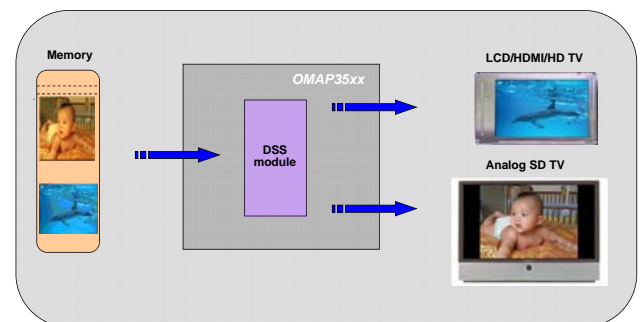 Memory
OMAP35xx
DSS
module
LCD/HDMI/HD TV
Analog SD TV